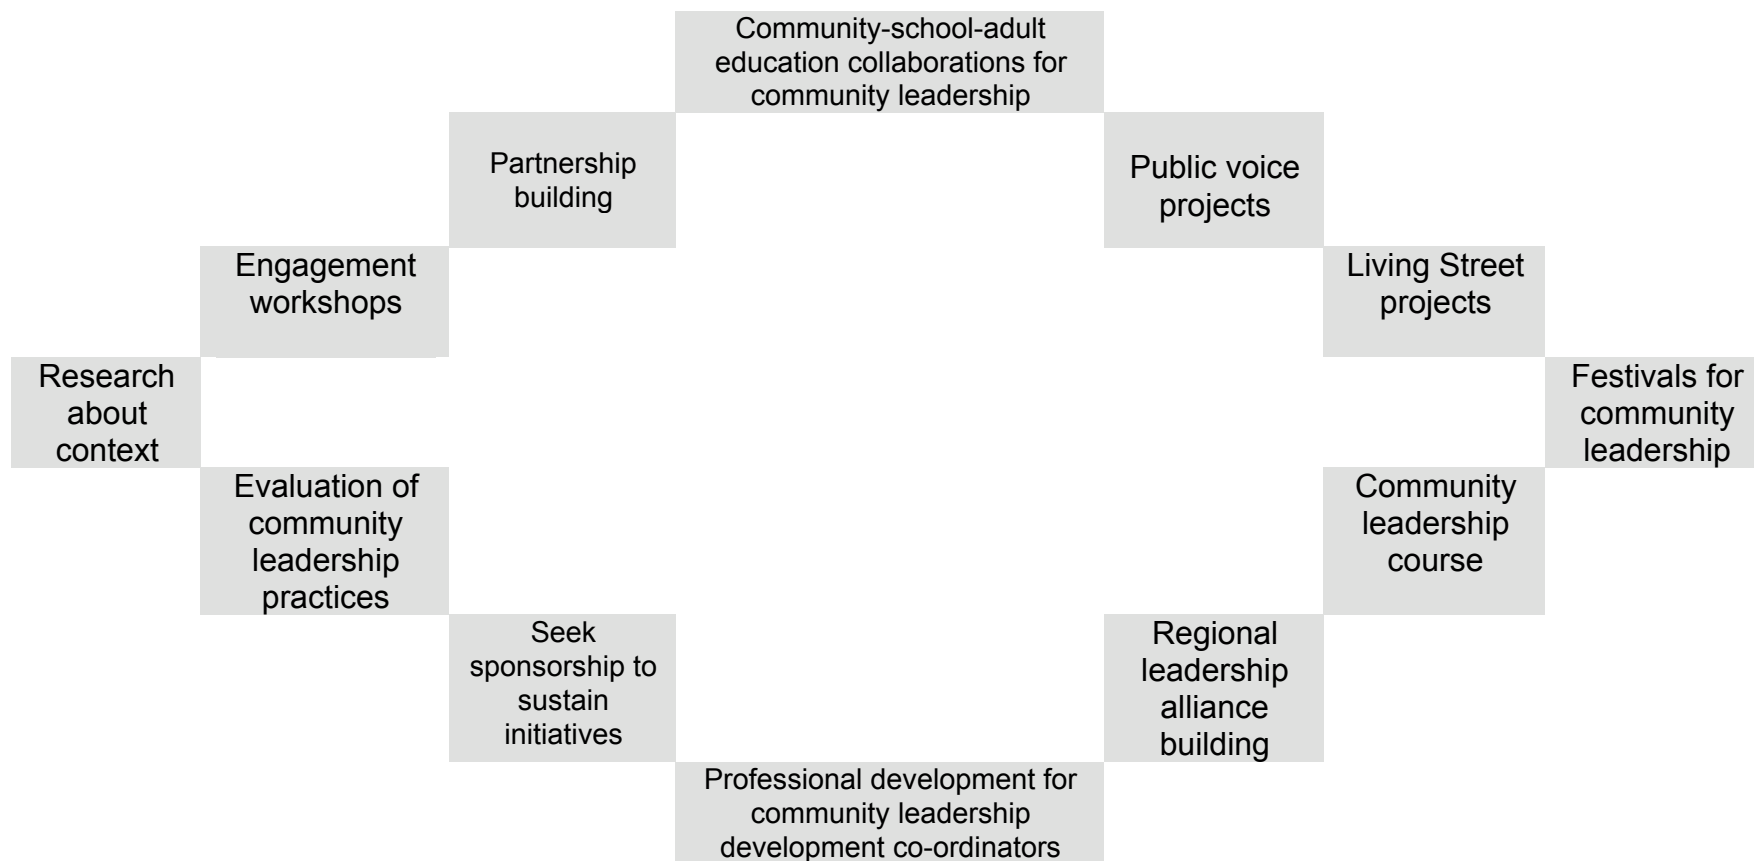 Community-school-adult
education collaborations for
community leadership
Partnership
building
Public voice
projects
Engagement
workshops
Living Street
projects
Research
about
context
Festivals for
community
leadership
Evaluation of
community
leadership
practices
Community
leadership
course
Seek
sponsorship to
sustain
initiatives
Regional
leadership
alliance
building
Professional development for
community leadership
development co-ordinators